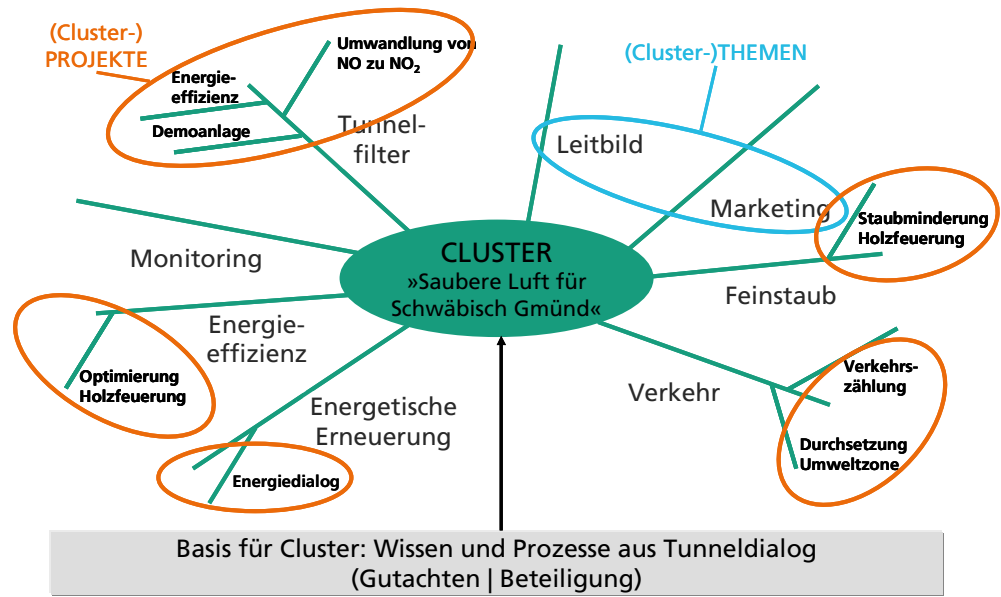 (Cluster-)
PROJEKTE
Umwandlung von
NO zu NO₂
Energie-
effizienz
Demoanlage
Tunnel-
filter
(Cluster-)THEMEN
Leitbild
Marketing
Staubminderung
Holzfeuerung
Monitoring
CLUSTER
»Saubere Luft für
Schwäbisch Gmünd«
Feinstaub
Energie-
effizienz
Optimierung
Holzfeuerung
Verkehr
Verkehrs-
zählung
Energetische
Erneuerung
Durchsetzung
Umweltzone
Energiedialog
Basis für Cluster: Wissen und Prozesse aus Tunneldialog
(Gutachten | Beteiligung)